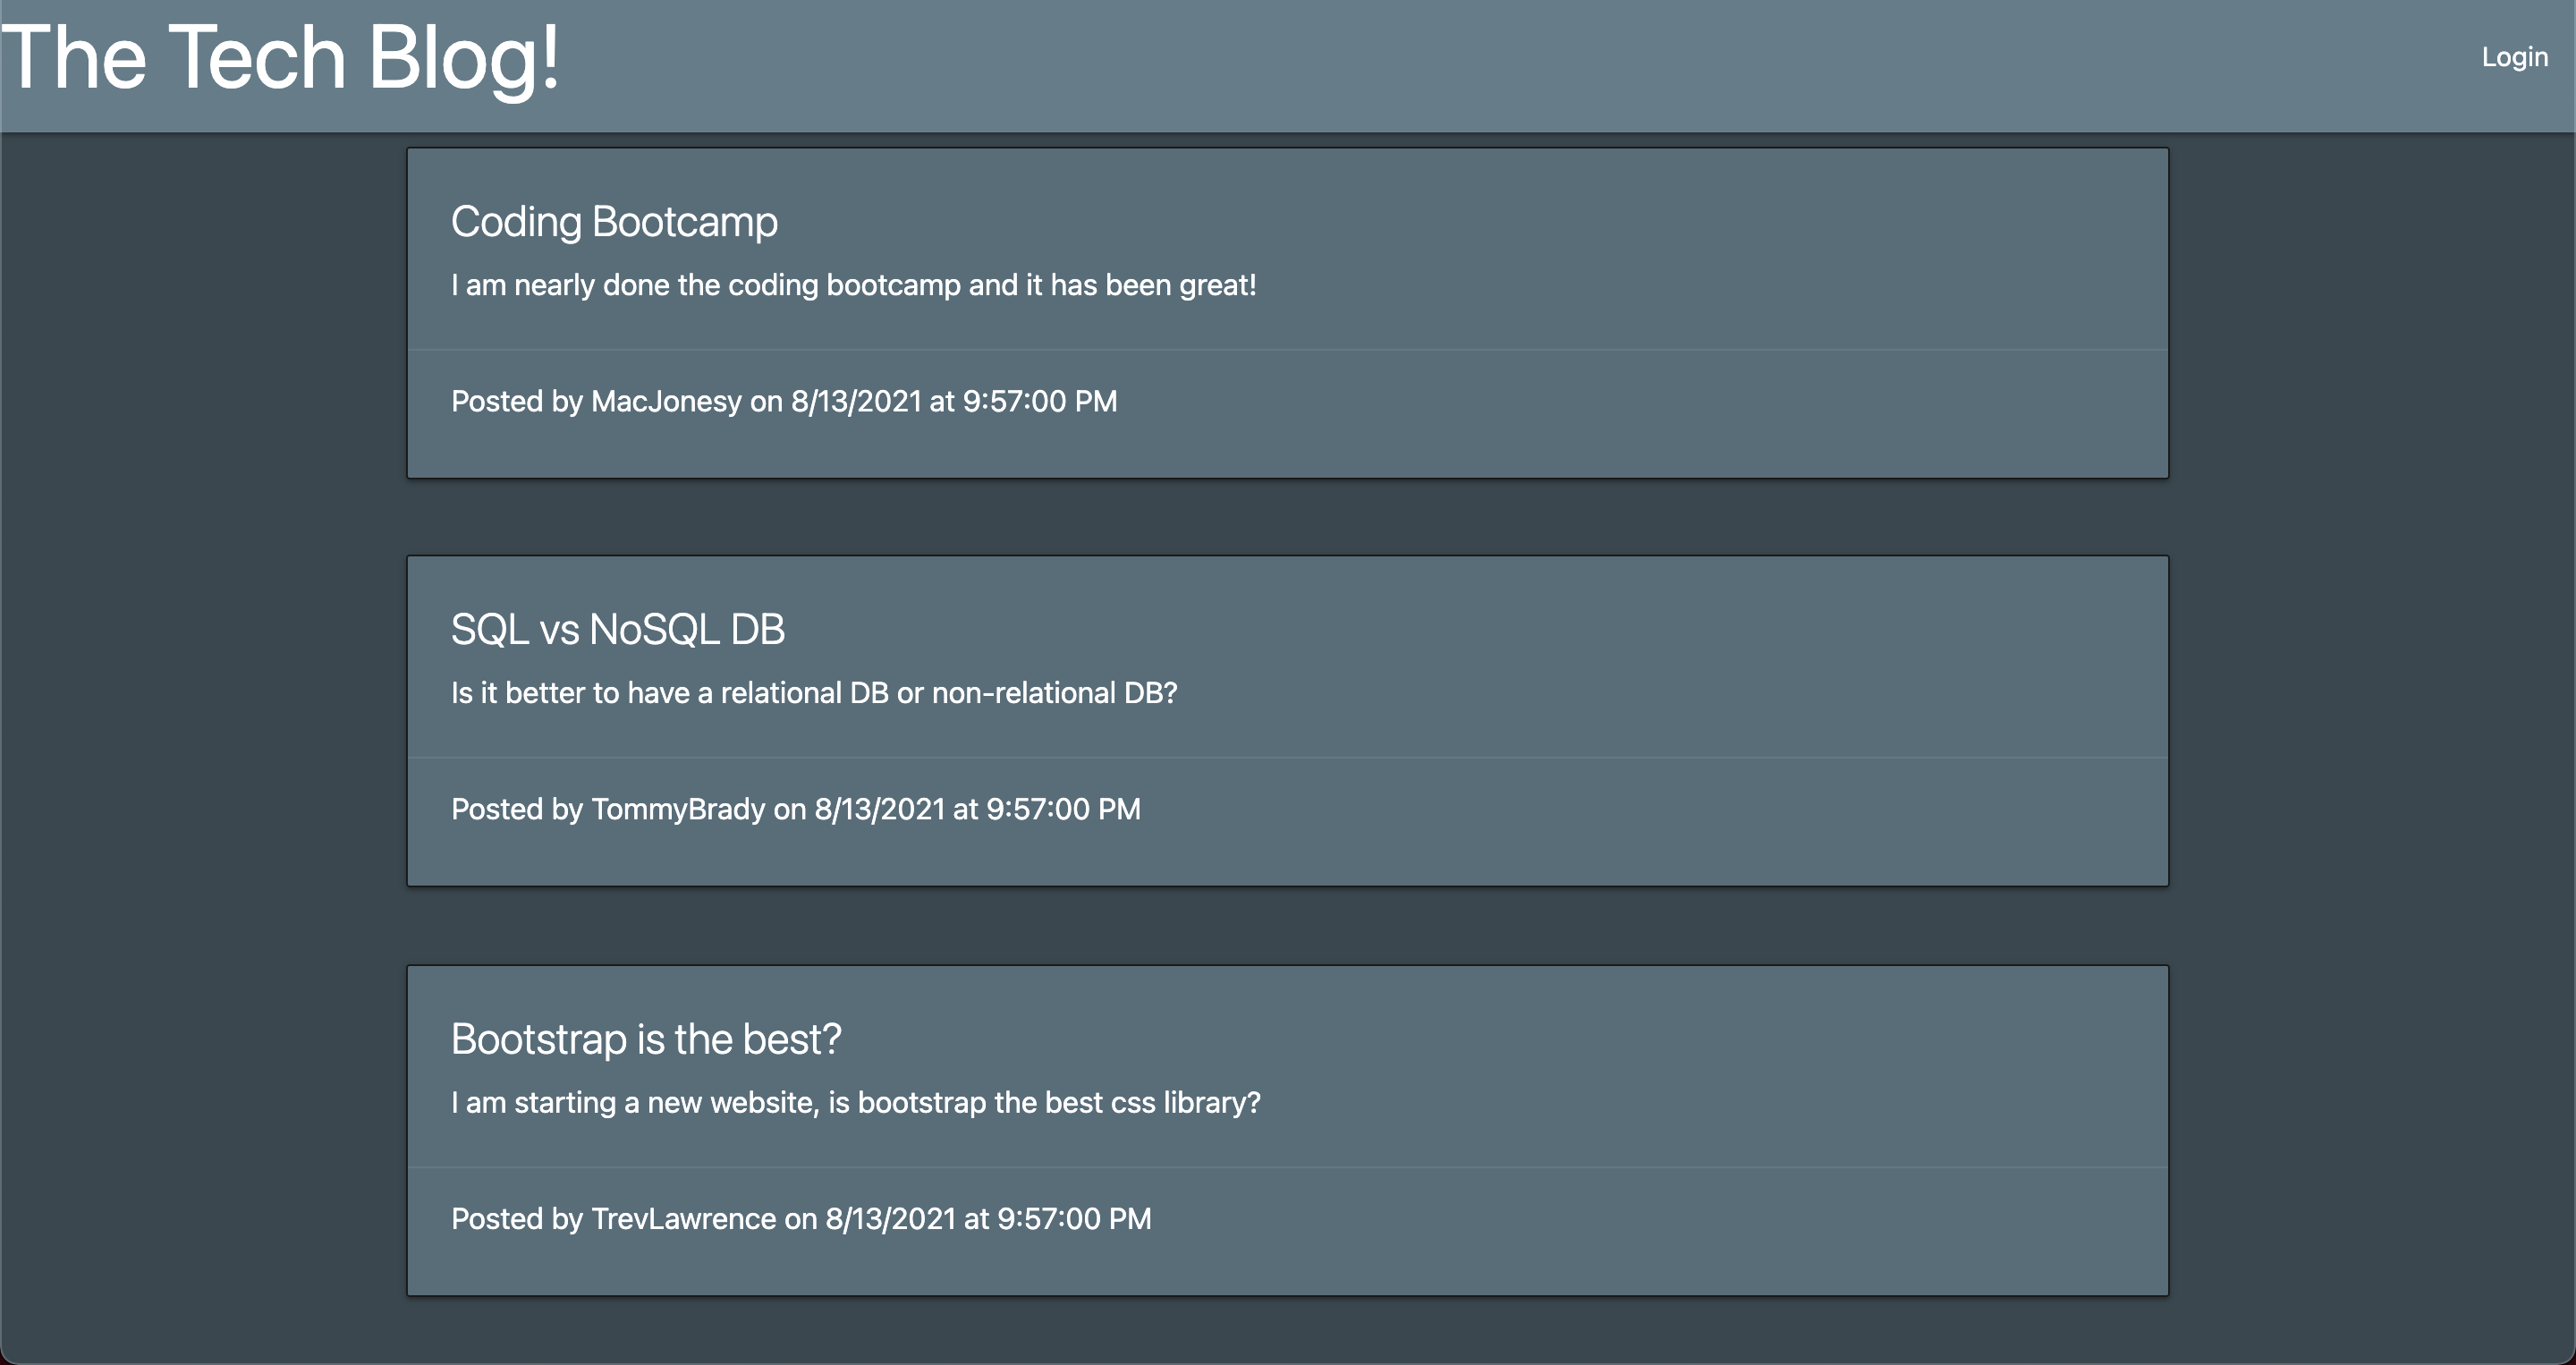 The Tech Blog!
Login
Coding Bootcamp
I am nearly done the coding bootcamp and it has been great!
Posted by MacJonesy on 8/13/2021 at 9:57:00 PM
SQL vs NoSQL DB
Is it better to have a relational DB or non-relational DB?
Posted by TommyBrady on 8/13/2021 at 9:57:00 PM
Bootstrap is the best?
I am starting a new website, is bootstrap the best css library?
Posted by TrevLawrence on 8/13/2021 at 9:57:00 PM